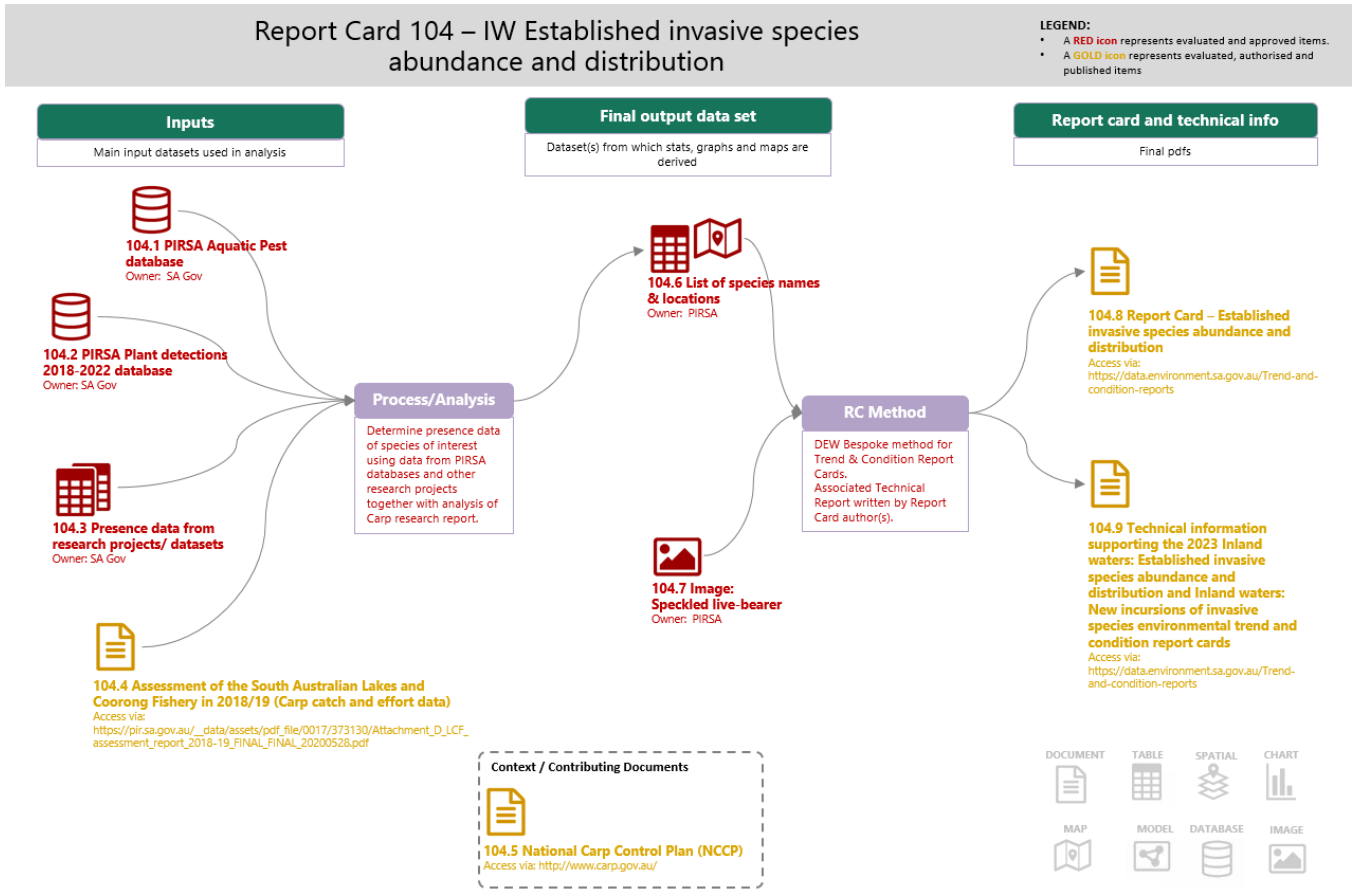 Report Card 104 – IW Established invasive species
abundance and distribution
LEGEND:
• A RED icon represents evaluated and approved items.
• A GOLD icon represents evaluated, authorised and
published items
Inputs
Main input datasets used in analysis
Final output data set
Dataset(s) from which stats, graphs and maps are
derived
Report card and technical info
Final pdfs
104.1 PIRSA Aquatic Pest
database
Owner: SA Gov
104.2 PIRSA Plant detections
2018-2022 database
Owner: SA Gov
104.3 Presence data from
research projects/ datasets
Owner: SA Gov
104.4 Assessment of the South Australian Lakes and
Coorong Fishery in 2018/19 (Carp catch and effort data)
Access via:
https://pir.sa.gov.au/__data/assets/pdf_file/0017/373130/Attachment_D_LCF_
assessment_report_2018-19_FINAL_FINAL_20200528.pdf
Process/Analysis
Determine presence data
of species of interest
using data from PIRSA
databases and other
research projects
together with analysis of
Carp research report.
104.6 List of species names
& locations
Owner: PIRSA
104.7 Image:
Speckled live-bearer
Owner: PIRSA
RC Method
DEW Bespoke method for
Trend & Condition Report
Cards.
Associated Technical
Report written by Report
Card author(s).
104.8 Report Card – Established
invasive species abundance and
distribution
Access via:
https://data.environment.sa.gov.au/Trend-and-
condition-reports
104.9 Technical information
supporting the 2023 Inland
waters: Established invasive
species abundance and
distribution and Inland waters:
New incursions of invasive
species environmental trend and
condition report cards
Access via:
https://data.environment.sa.gov.au/Trend-
and-condition-reports
Context / Contributing Documents
104.5 National Carp Control Plan (NCCP)
Access via: http://www.carp.gov.au/
DOCUMENT TABLE SPATIAL CHART
MAP MODEL DATABASE IMAGE